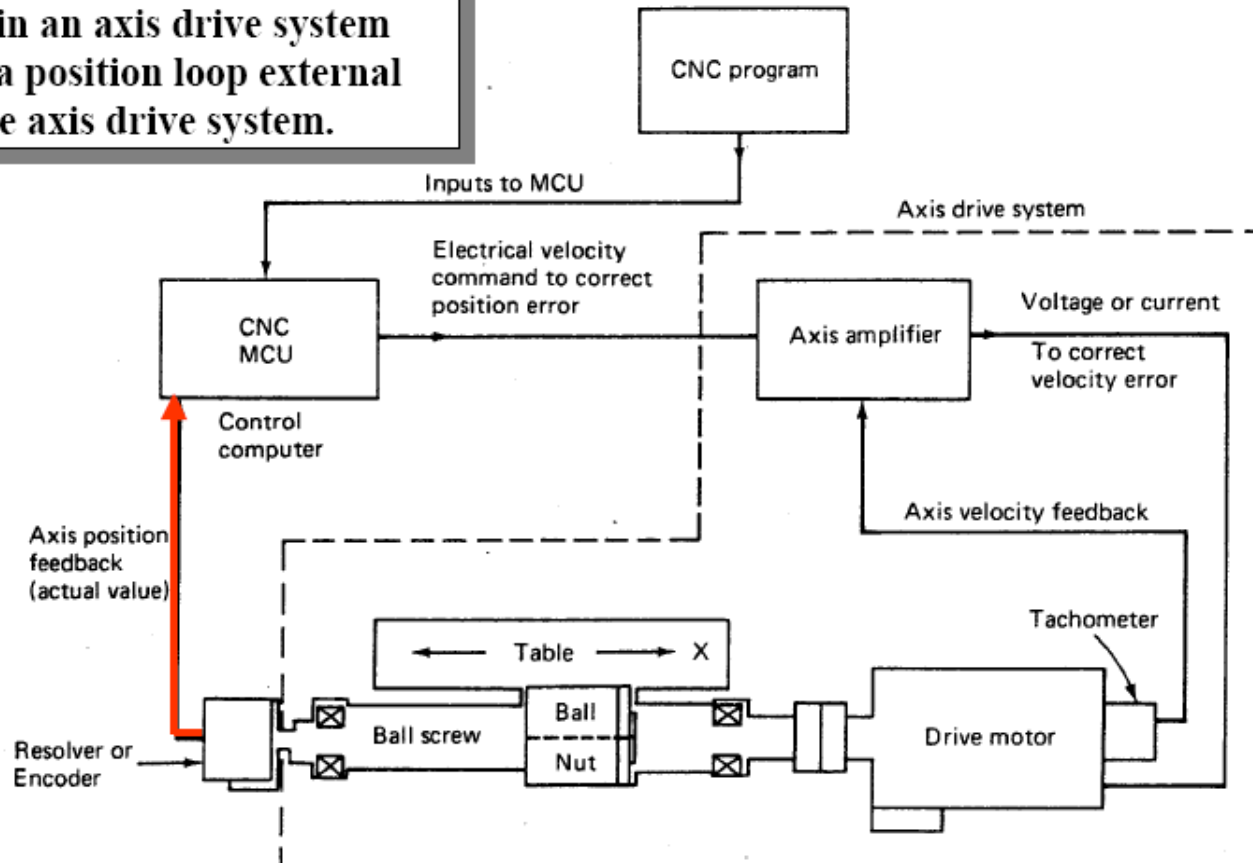 in an axis drive system
a position loop external
e axis drive system.
CNC program
Inputs to MCU
Axis drive system
Electrical velocity
command to correct
position error
CNC
MCU
Axis amplifier
Voltage or current
To correct
velocity error
Control
computer
Axis position
feedback
(actual value)
Axis velocity feedback
Tachometer
Table
X
Ball
Nut
Ball screw
Drive motor
Resolver or
Encoder